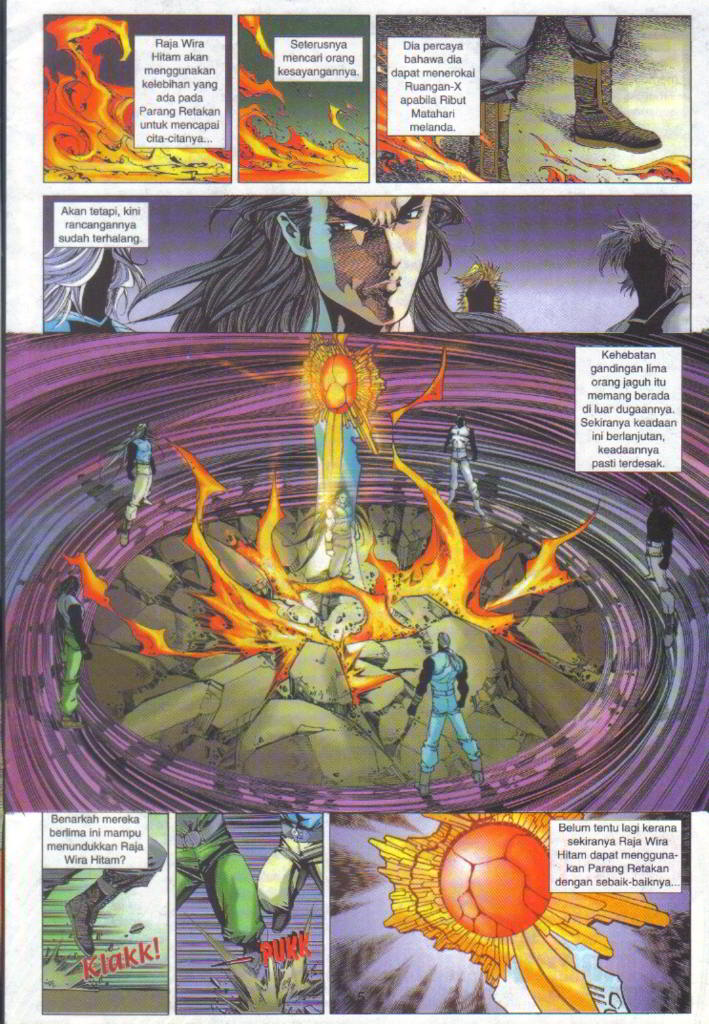 Raja Wira
Hitam akan
menggunakan
kelebihan yang
ada pada
Parang Retakan
untuk mencapai
cita-citanya...
Seterusnya
mencari orang
kesayangannya.
Dia percaya
bahawa dia
dapat menerokai
Ruangan-X
apabila Ribut
Matahari
melanda.
Akan tetapi, kini
rancangannya
sudah terhalang.
Kehebatan
gandingan lima
orang jaguh itu
memang berada
di luar dugaannya.
Sekiranya keadaan
ini berlanjutan,
keadaannya
pasti terdesak.
Benarkah mereka
berlima ini mampu
menundukkan Raja
Wira Hitam?
Klakk!
PUKK
Belum tentu lagi kerana
sekiranya Raja Wira
Hitam dapat mengguna-
kan Parang Retakan
dengan sebaik-baiknya...